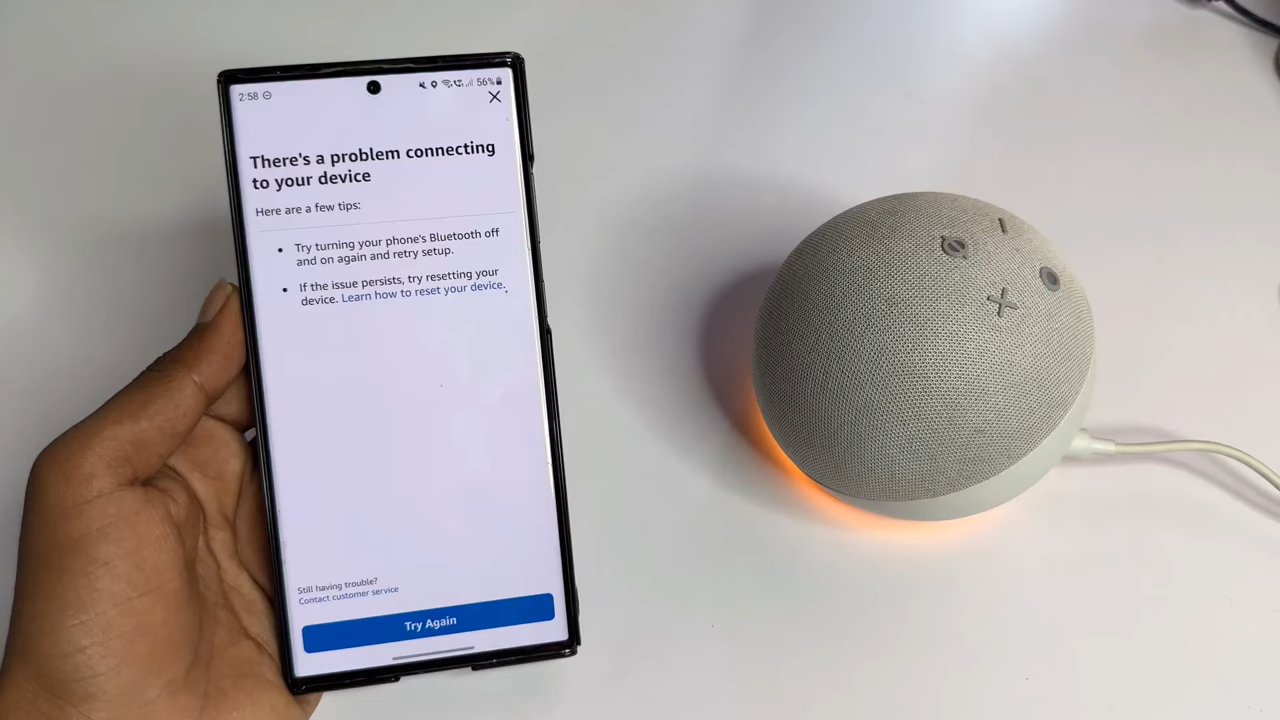 2:58
56%
There's a problem connecting
to your device
Here are a few tips:
• Try turning your phone's Bluetooth off
and on again and retry setup.
• If the issue persists, try resetting your
device. Learn how to reset your device.
Still having trouble?
Contact customer service
Try Again